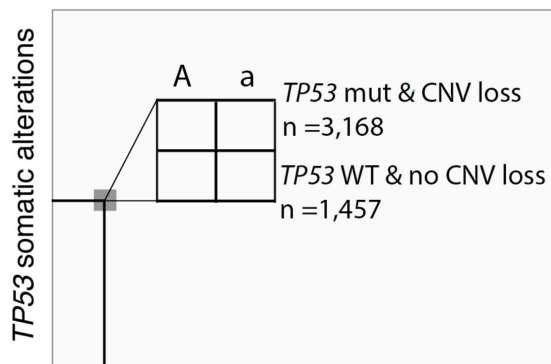 TP53 somatic alterations
A a
TP53 mut & CNV loss
n =3,168
TP53 WT & no CNV loss
n =1,457